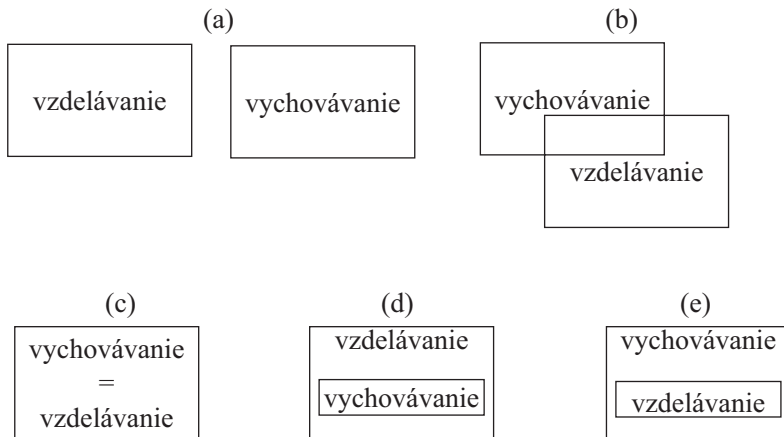 (a)
vzdelávanie
vychovávanie
(b)
vychovávanie
vzdelávanie
(c)
vychovávanie
=
vzdelávanie
(d)
vzdelávanie
vychovávanie
(e)
vychovávanie
vzdelávanie